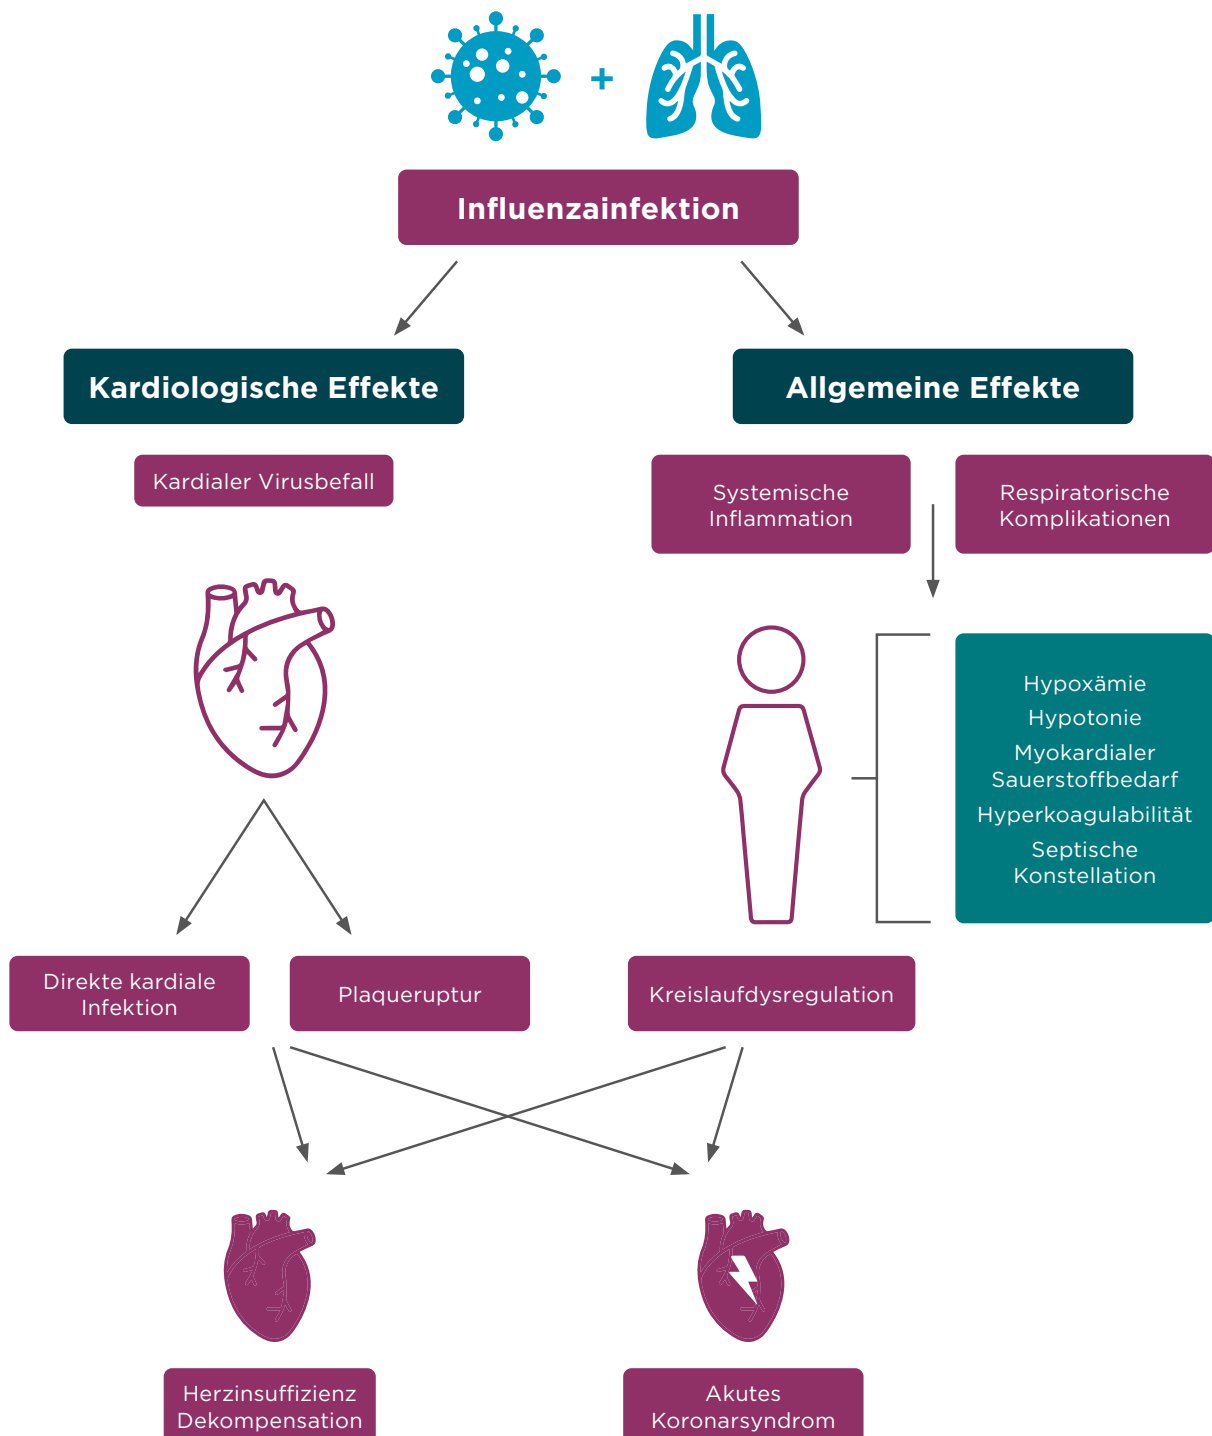 +
Influenzainfektion
Kardiologische Effekte
Allgemeine Effekte
Kardialer Virusbefall
Systemische
Inflammation
Respiratorische
Komplikationen
Hypoxämie
Hypotonie
Myokardialer
Sauerstoffbedarf
Hyperkoagulabilität
Septische
Konstellation
Direkte kardiale
Infektion
Plaqueruptur
Kreislaufdysregulation
Herzinsuffizienz
Dekompensation
Akutes
Koronarsyndrom